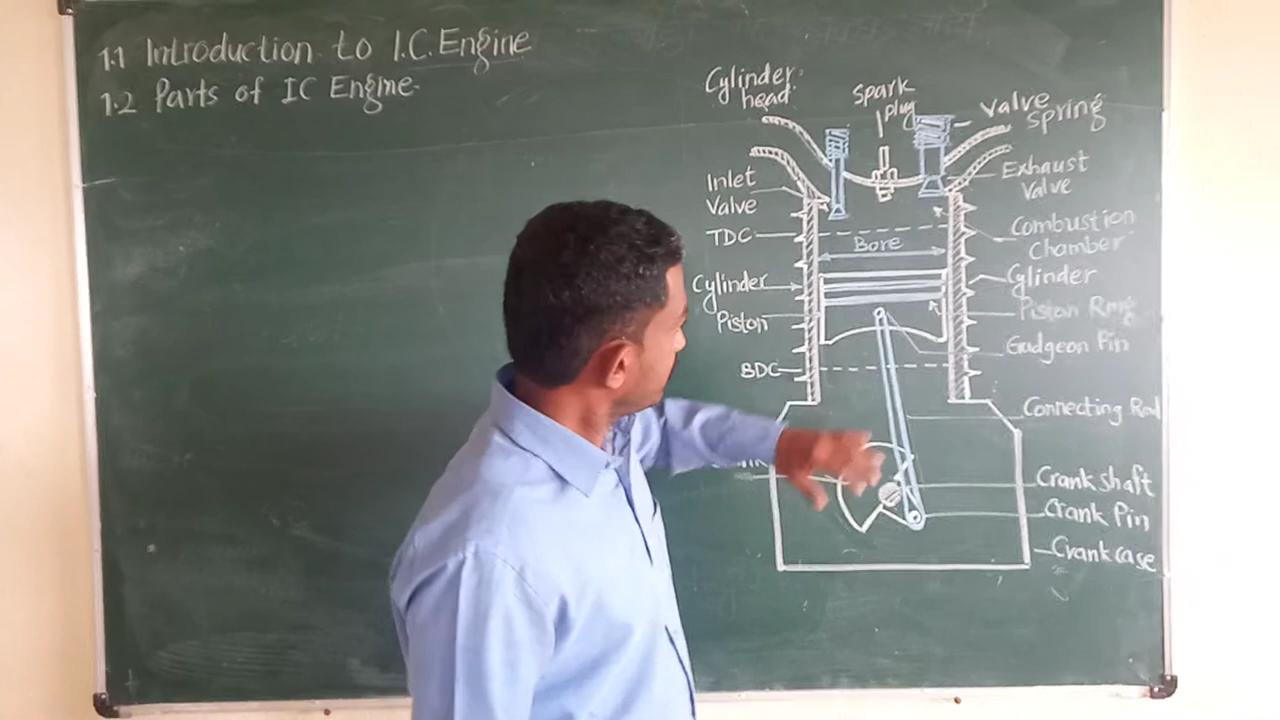 1.1 Introduction to I.C. Engine
1.2 Parts of IC Engine.
Cylinder
head
Spark
plug
Valve
Spring
Inlet
Valve
Exhaust
Valve
TDC
Bore
Combustion
Chamber
Cylinder
Cylinder
Piston
Piston Ring
Gudgeon Pin
BDC
Connecting Rod
Crank shaft
Crank Pin
Crank case